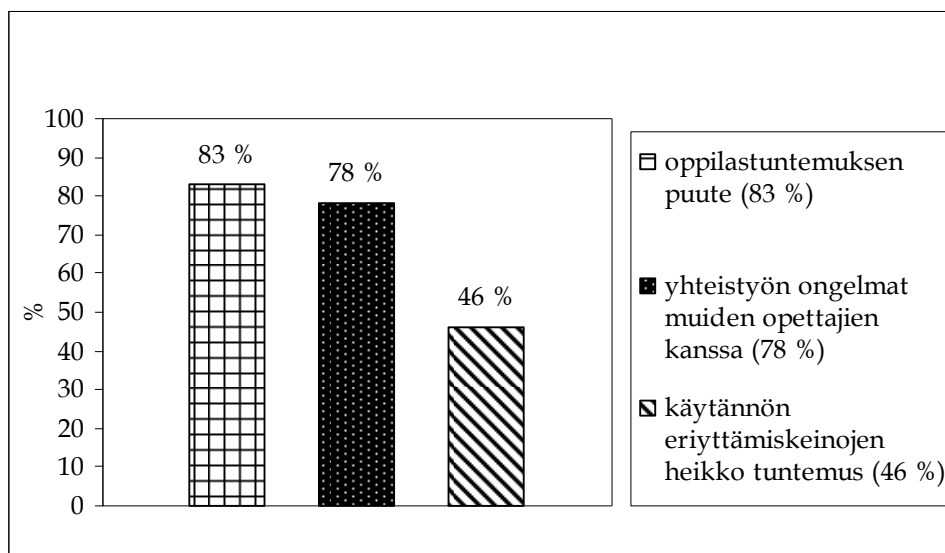 100
90
80
70
60
50
40
30
20
10
0
%
83 %
78 %
46 %
oppilastuntemuksen
puute (83 %)
yhteistyön ongelmat
muiden opettajien
kanssa (78 %)
käytännön
eriyttämiskeinojen
heikko tuntemus (46 %)